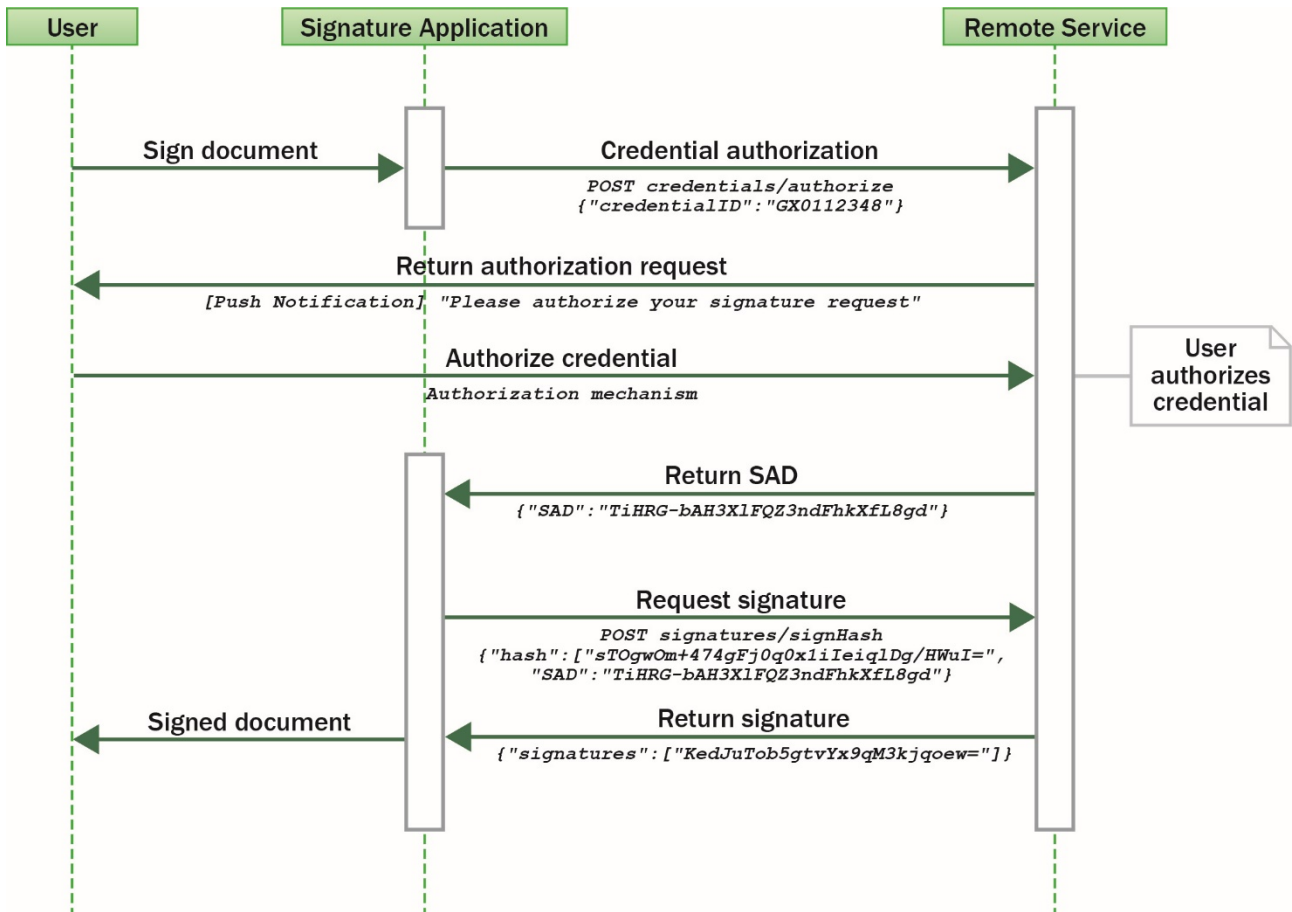 User
Signature Application
Remote Service
Sign document
Credential authorization
POST credentials/authorize
{"credentialID":"GX0112348"}
Return authorization request
[Push Notification] "Please authorize your signature request"
Authorize credential
Authorization mechanism
User
authorizes
credential
Return SAD
{"SAD":"TiHRG-bAH3XlFQZ3ndFhkXfL8gd"}
Request signature
POST signatures/signHash
{"hash":["sTOgwOm+474gFj0q0x1iIeiqlDg/HWuI=",
"SAD":"TiHRG-bAH3XlFQZ3ndFhkXfL8gd"}
Signed document
Return signature
{"signatures":["KedJuTob5gtvYx9qM3kjqoew="]}